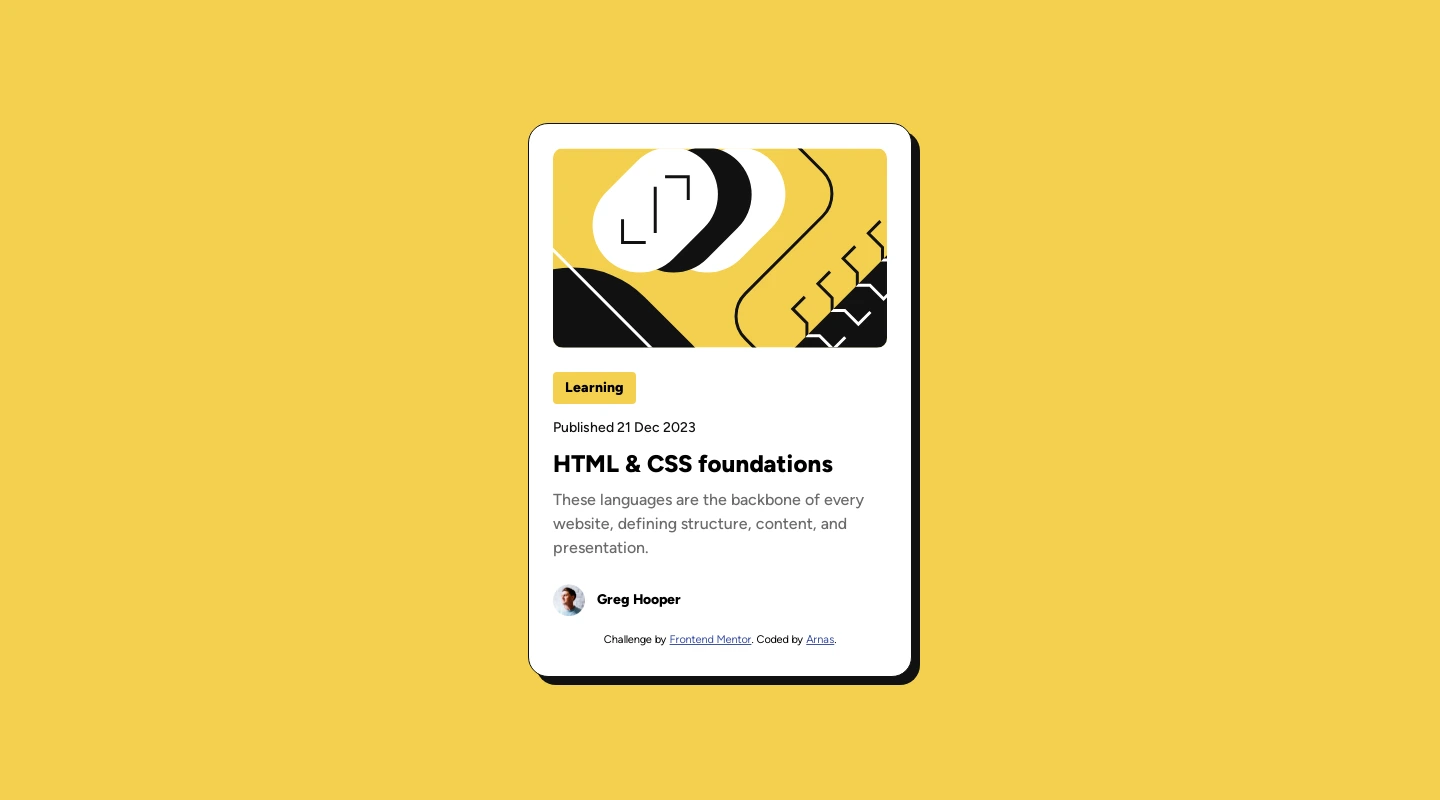 Learning
Published 21 Dec 2023
HTML & CSS foundations
These languages are the backbone of every
website, defining structure, content, and
presentation.
Greg Hooper
Challenge by Frontend Mentor. Coded by Arnas.